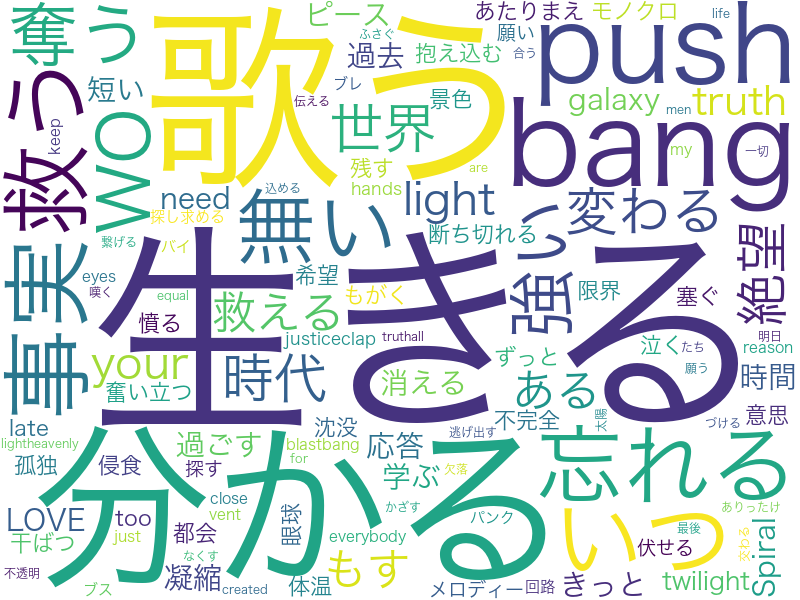 奪う
歌う
ピース
あたりまえ
モノクロ
life
push
ふさぐ
願い
合う
過去
抱え込む
短い
ブレ
景色
galaxy
truth
伝える
men
救う
keep
WO
世界
bang
残す
my
一切
need
hands
are
light
探し求める
込める
無い
変わる
断ち切れる
繋げる
バイ
強い
絶望
eyes
希望
限界
嘆く
equal
もがく
塞ぐ
事実
生きる
救える
憤る
justiceclap
truthall
泣く
たち
明日
reason
your
時代
ずっと
願う
時間
奮い立つ
消える
ある
late
沈没
不完全
太陽
づける
意思
lightheavenly
過ごす
blastbang
応答
逃げ出す
分かる
忘れる
孤独
侵食
探す
for
学ぶ
欠落
close
眼球
かざす
ありったけ
LOVE
too
vent
パンク
いっ
最後
干ばつ
just
都会
everybody
伏せる
交わる
Spiral
不透明
なくす
凝縮
もす
ブス
created
体温
メロディー
回路
きっと
twilight